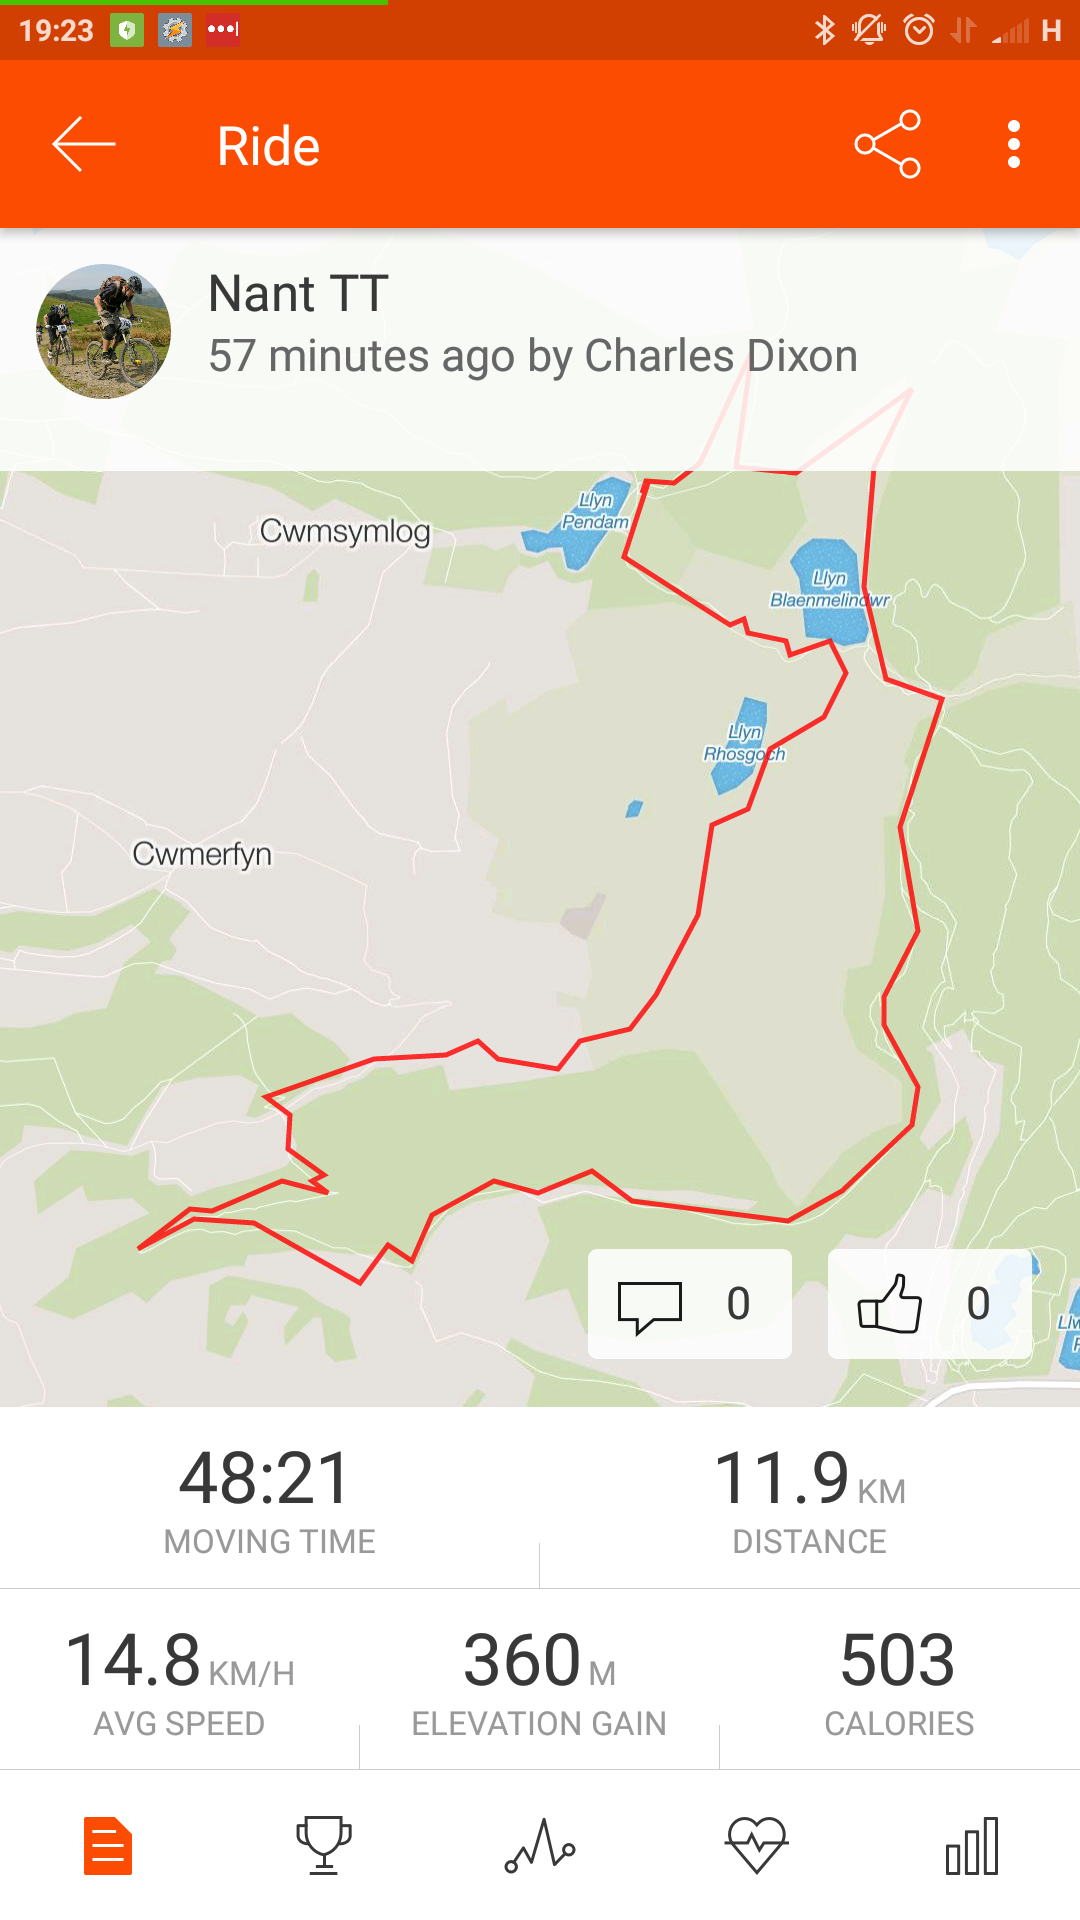 19:23
H
Ride
Nant TT
57 minutes ago by Charles Dixon
Cwmsymlog
Llyn
Pendam
Llyn
Blaenmelindwr
Llyn
Rhosgoch
Cwmerfyn
0
0
48:21
11.9 KM
MOVING TIME
DISTANCE
14.8 KM/H
360 M
503
AVG SPEED
ELEVATION GAIN
CALORIES